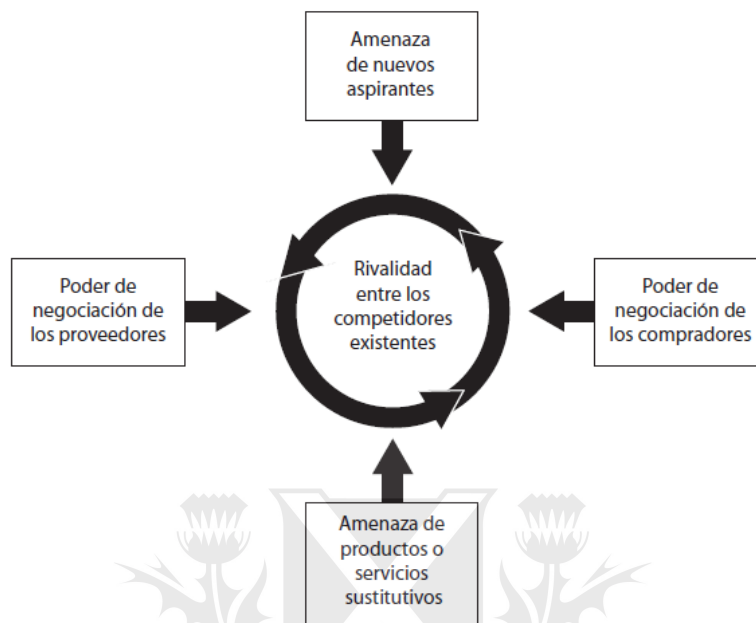 Amenaza
de nuevos
aspirantes
Poder de
negociación de
los proveedores
Rivalidad
entre los
competidores
existentes
Poder de
negociación de
los compradores
Amenaza de
productos o
servicios
sustitutivos